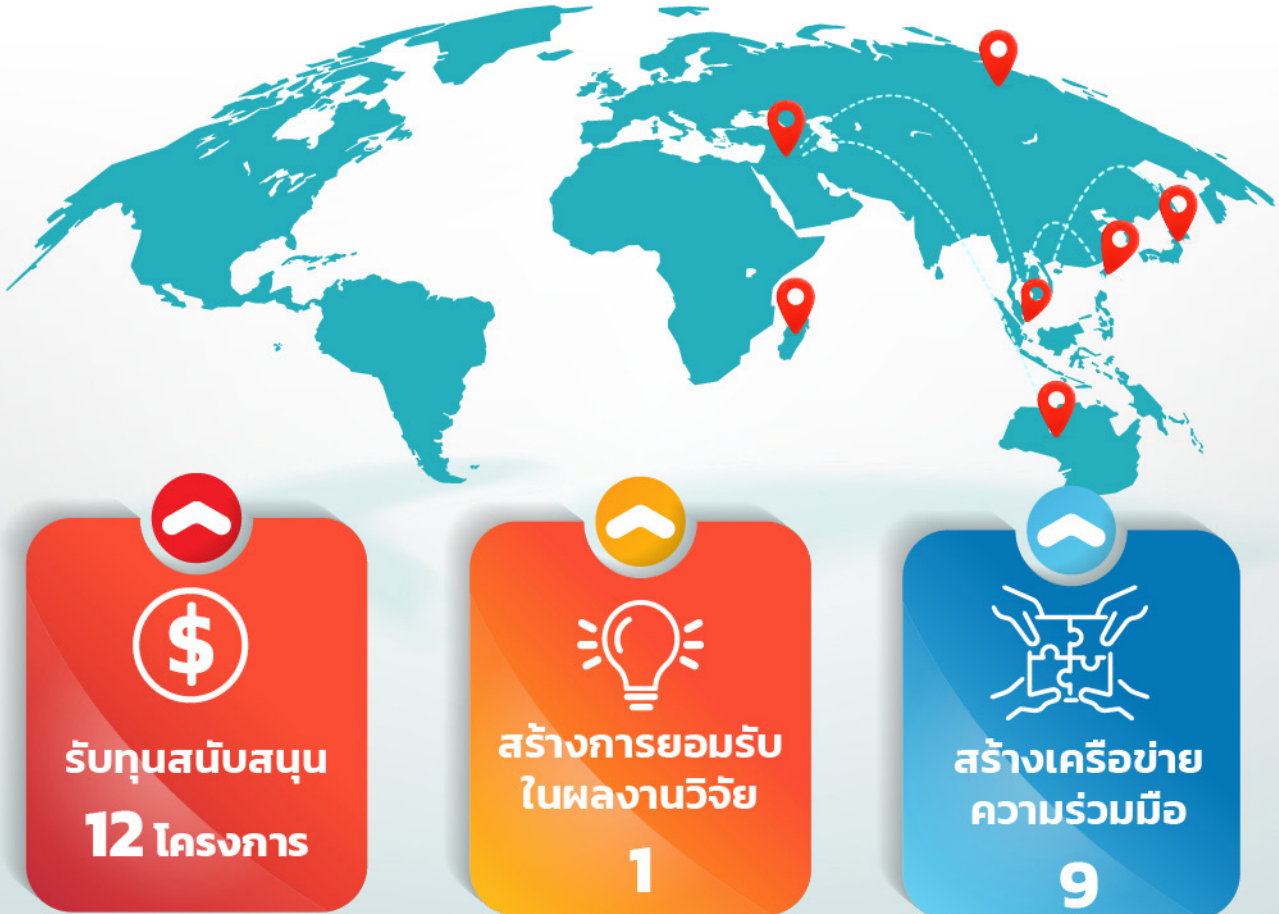 $
รับทุนสนับสนุน
12 โครงการ
สร้างการยอมรับ
ในผลงานวิจัย
1
สร้างเครือข่าย
ความร่วมมือ
9